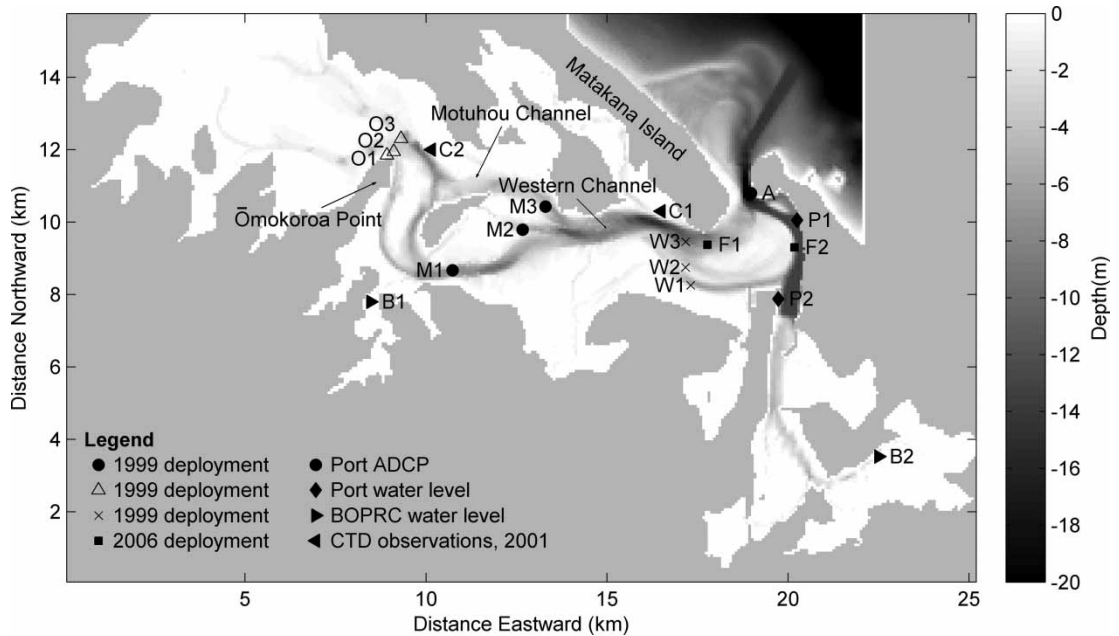 14
12
10
8
6
4
2
Distance Northward (km)
5
10
15
20
25
Distance Eastward (km)
Matakana Island
Motuhou Channel
Western Channel
Ōmokoroa Point
O3
O2
O1
C2
M3
M2
M1
C1
W3
W2
W1
F1
A
P1
F2
P2
B1
B2
Legend
1999 deployment
1999 deployment
1999 deployment
2006 deployment
Port ADCP
Port water level
BOPRC water level
CTD observations, 2001
0
-2
-4
-6
-8
-10
-12
-14
-16
-18
-20
Depth(m)